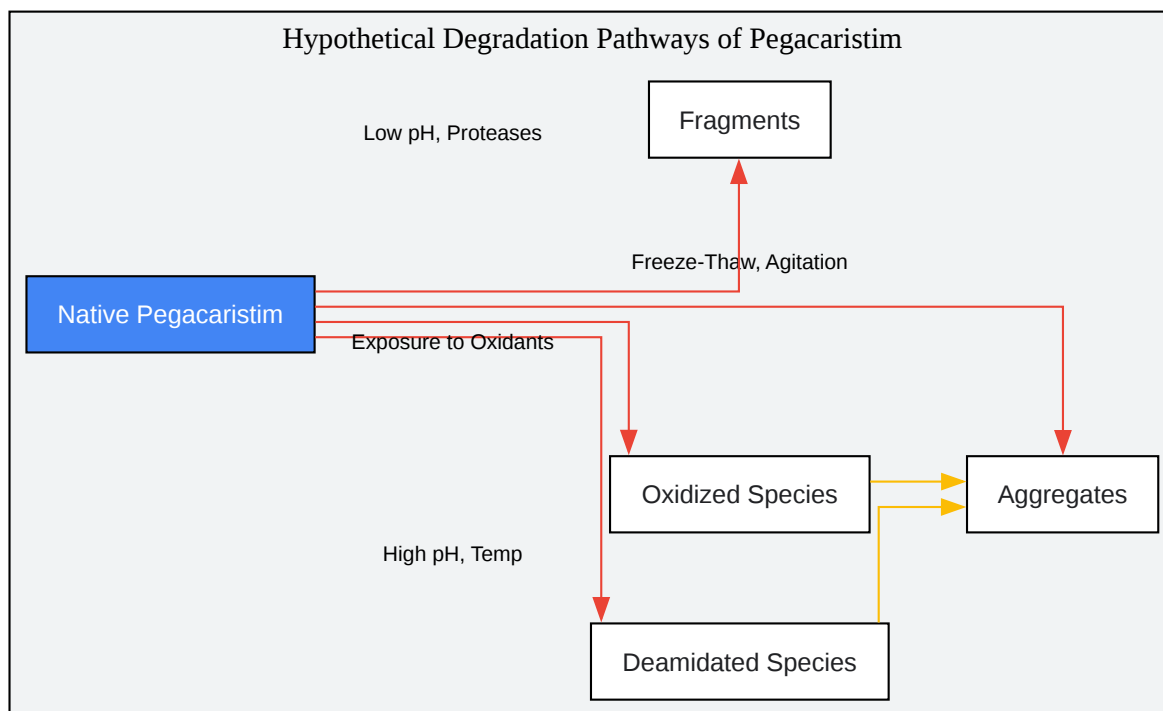 Hypothetical Degradation Pathways of Pegacaristim
Fragments
Low pH, Proteases
Freeze-Thaw, Agitation
Native Pegacaristim
Exposure to Oxidants
Oxidized Species
Aggregates
High pH, Temp
Deamidated Species